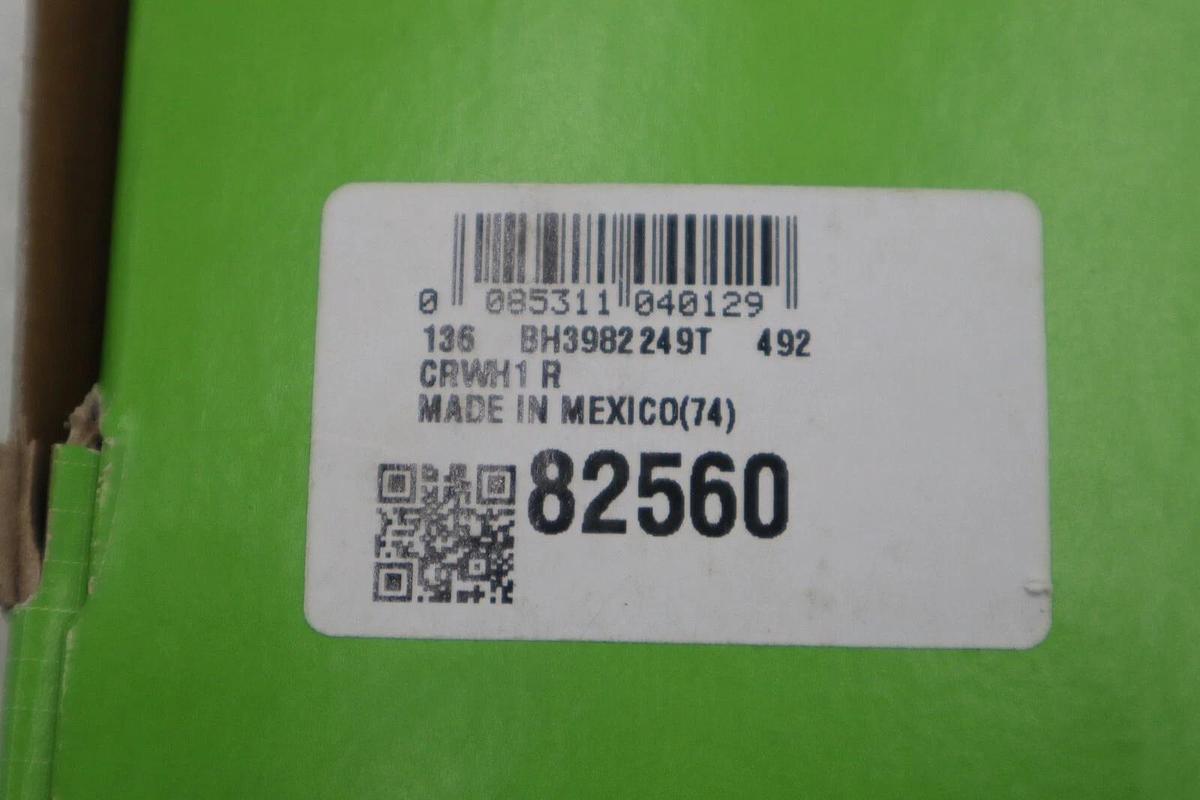 0 085311 040129
136 BH3982249T 492
CRWH1 R
MADE IN MEXICO(74)
82560